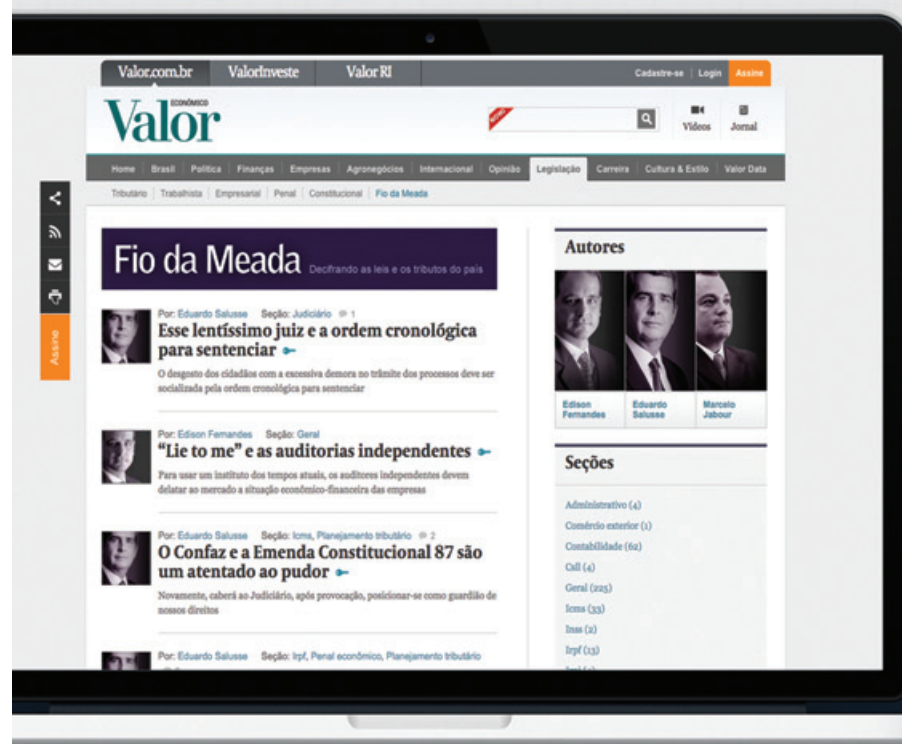 Valor.com.br ValorInveste Valor RI Cadastre-se Login Assine
ECONÔMICO
Valor
Vídeos Jornal
Home Brasil Política Finanças Empresas Agronegócios Internacional Opinião Legislação Carreira Cultura & Estilo Valor Data
Tributário Trabalhista Empresarial Penal Constitucional Fio da Meada
Assine
Fio da Meada Decifrando as leis e os tributos do país
Por: Eduardo Salusse Seção: Judiciário 1
Esse lentíssimo juiz e a ordem cronológica
para sentenciar
O desgosto dos cidadãos com a excessiva demora no trâmite dos processos deve ser
socializada pela ordem cronológica para sentenciar
Por: Edison Fernandes Seção: Geral
“Lie to me” e as auditorias independentes
Para usar um instituto dos tempos atuais, os auditores independentes devem
delatar ao mercado a situação econômico-financeira das empresas
Por: Eduardo Salusse Seção: Icms, Planejamento tributário 2
O Confaz e a Emenda Constitucional 87 são
um atentado ao pudor
Novamente, caberá ao Judiciário, após provocação, posicionar-se como guardião de
nossos direitos
Por: Eduardo Salusse Seção: Irpf, Penal econômico, Planejamento tributário
Autores
Edison Eduardo Marcelo
Fernandes Salusse Jabour
Seções
Administrativo (4)
Comércio exterior (1)
Contabilidade (62)
Csll (4)
Geral (225)
Icms (33)
Inss (2)
Irpf (13)